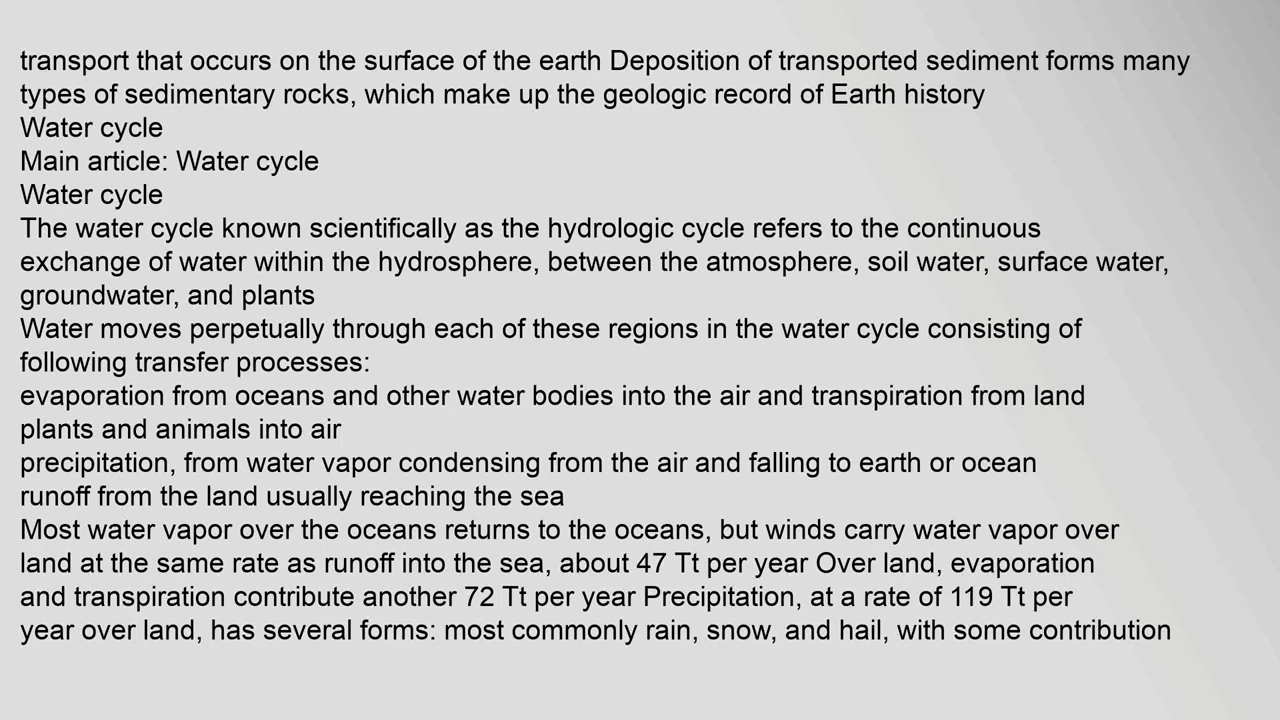 transport that occurs on the surface of the earth Deposition of transported sediment forms many
types of sedimentary rocks, which make up the geologic record of Earth history
Water cycle
Main article: Water cycle
Water cycle
The water cycle known scientifically as the hydrologic cycle refers to the continuous
exchange of water within the hydrosphere, between the atmosphere, soil water, surface water,
groundwater, and plants
Water moves perpetually through each of these regions in the water cycle consisting of
following transfer processes:
evaporation from oceans and other water bodies into the air and transpiration from land
plants and animals into air
precipitation, from water vapor condensing from the air and falling to earth or ocean
runoff from the land usually reaching the sea
Most water vapor over the oceans returns to the oceans, but winds carry water vapor over
land at the same rate as runoff into the sea, about 47 Tt per year Over land, evaporation
and transpiration contribute another 72 Tt per year Precipitation, at a rate of 119 Tt per
year over land, has several forms: most commonly rain, snow, and hail, with some contribution